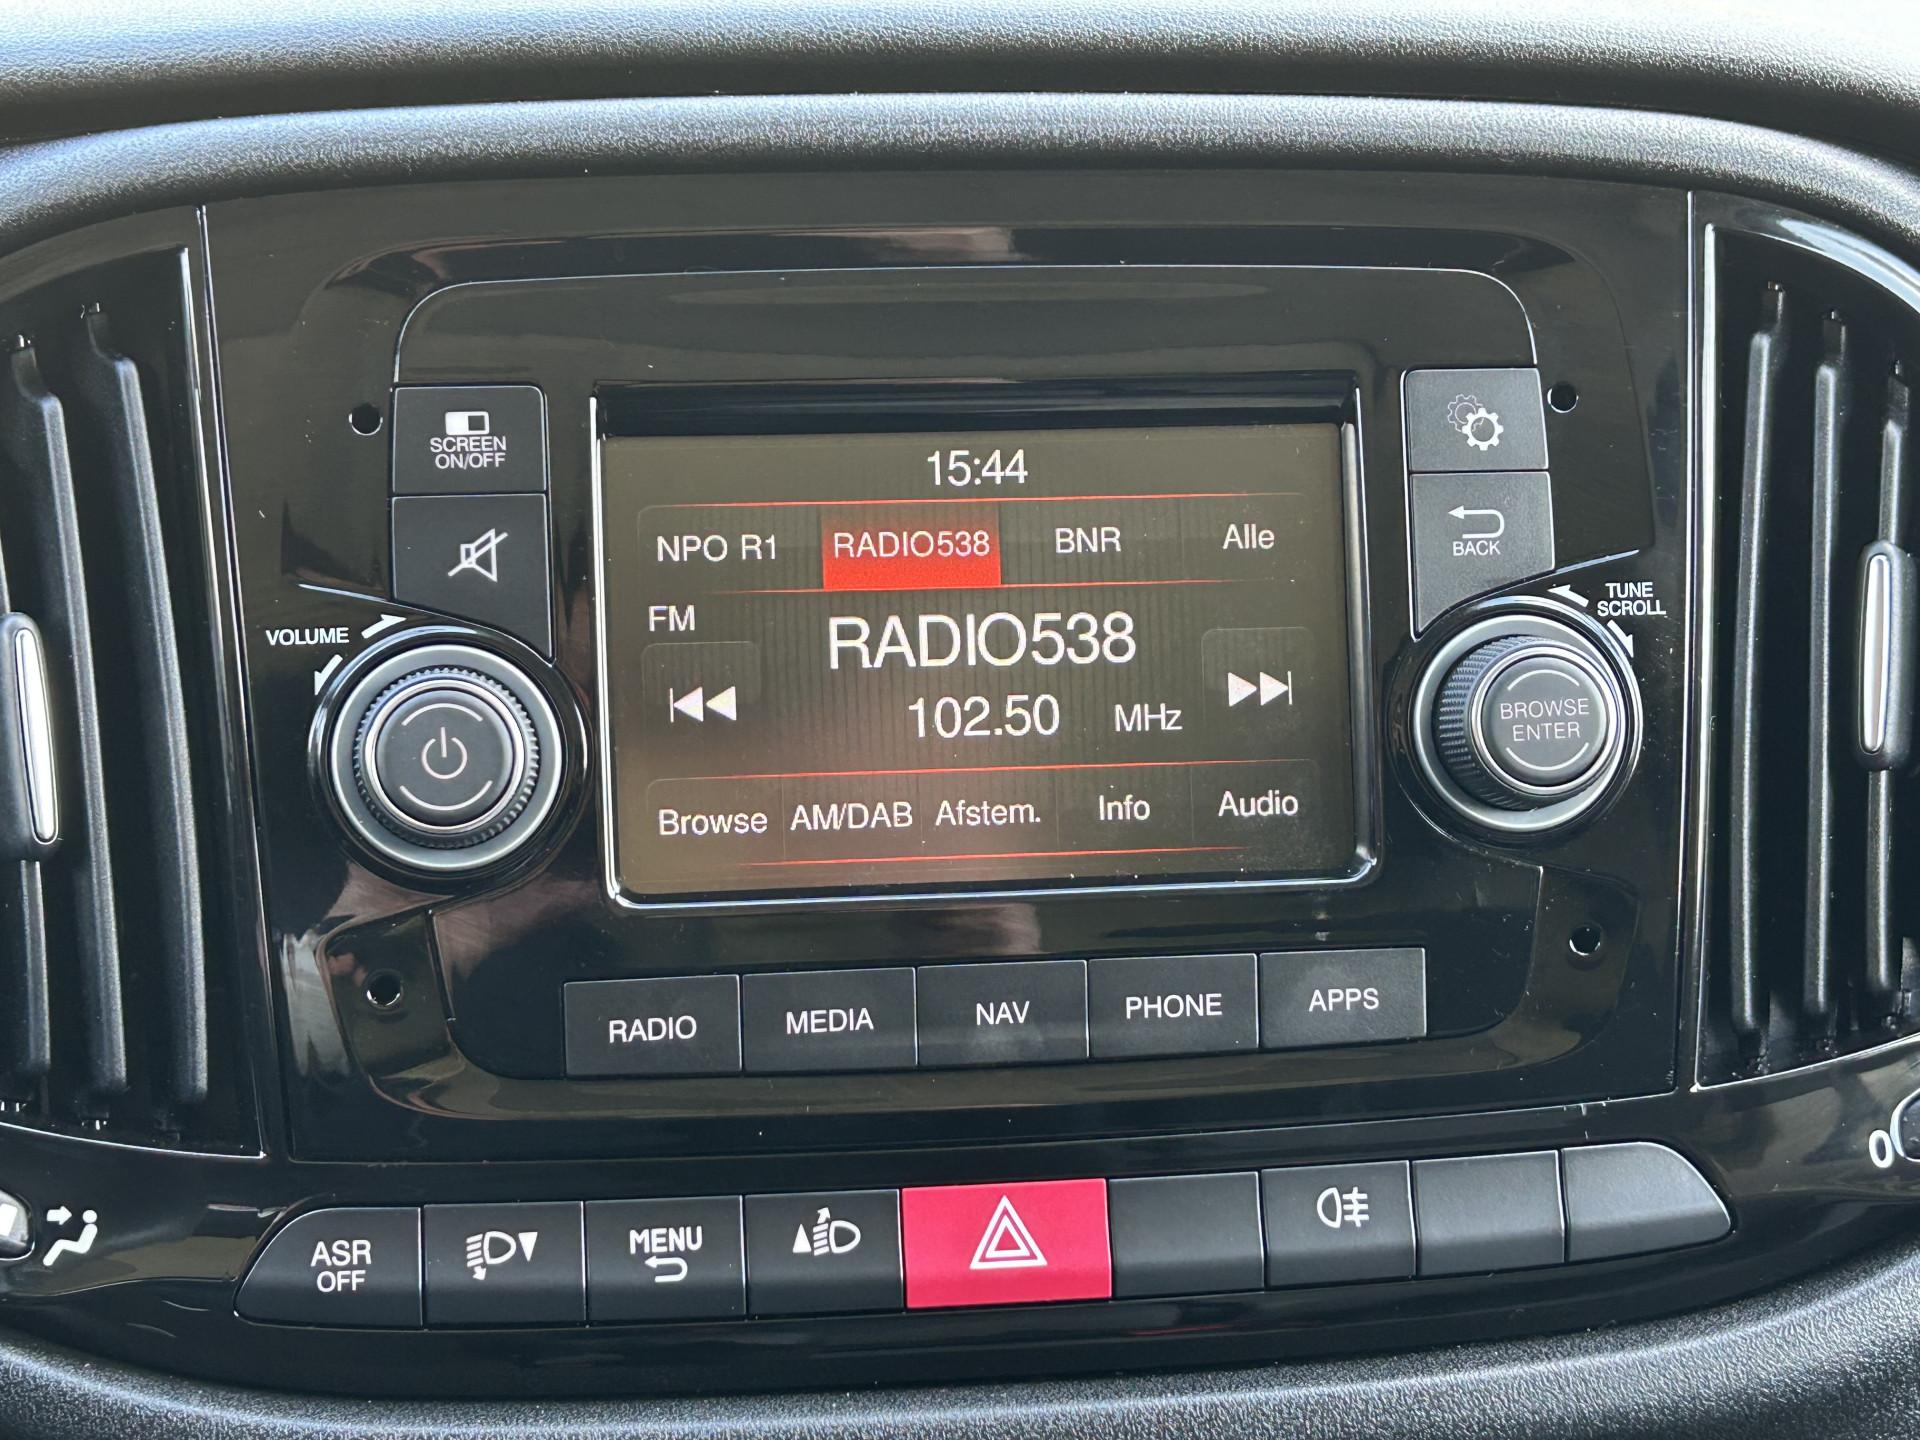 SCREEN
ON/OFF
VOLUME
15:44
NPO R1 RADIO538 BNR Alle
FM
RADIO538
102.50 MHz
Browse AM/DAB Afstem. Info Audio
BACK
TUNE
SCROLL
BROWSE
ENTER
RADIO MEDIA NAV PHONE APPS
ASR
OFF
MENU
0